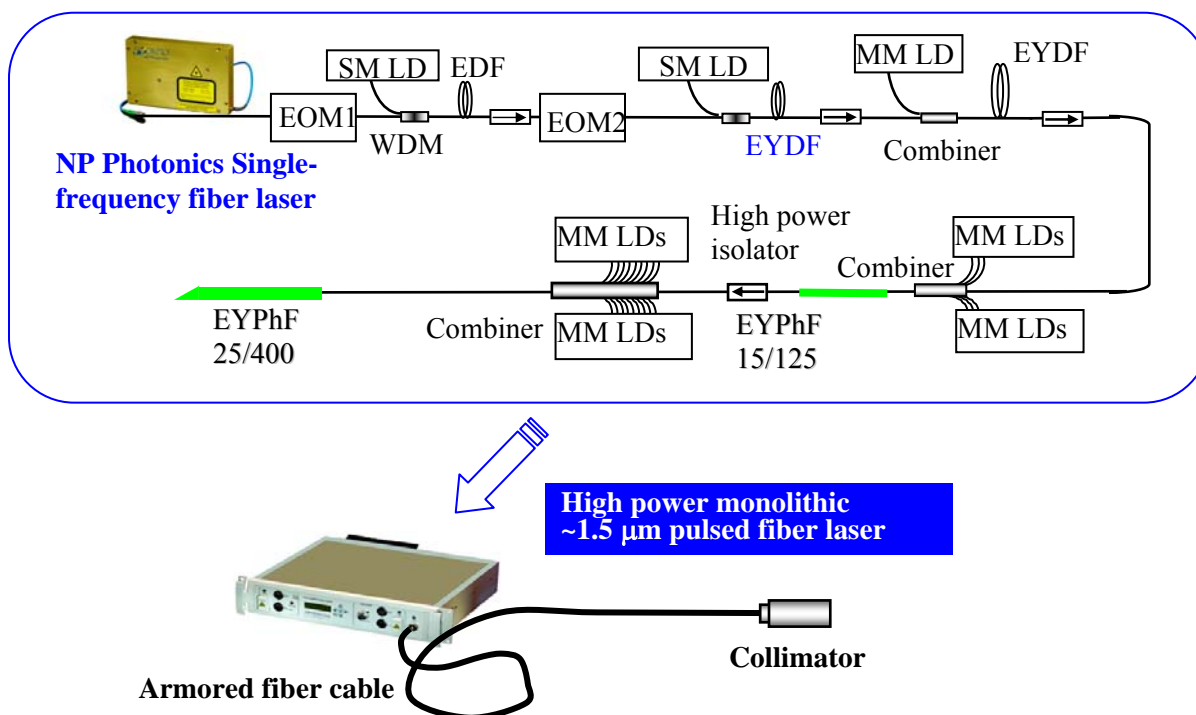 SM LD
EDF
SM LD
MM LD
EYDF
EOM1
EOM2
WDM
EYDF
Combiner
NP Photonics Single-
frequency fiber laser
High power
isolator
MM LDs
MM LDs
Combiner
Combiner
MM LDs
MM LDs
EYPhF
25/400
EYPhF
15/125
High power monolithic
~1.5 μm pulsed fiber laser
Collimator
Armored fiber cable